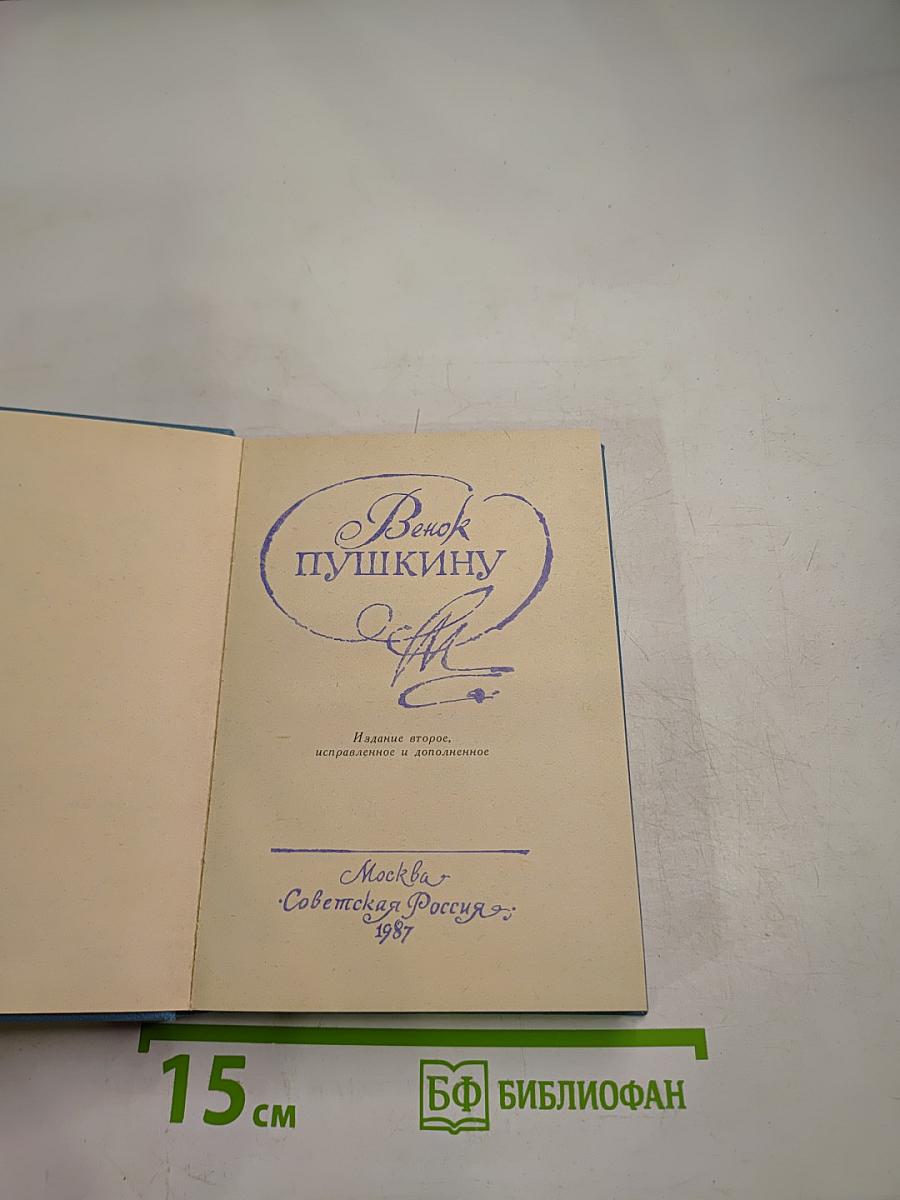 Венок
ПУШКИНУ
Издание второе,
исправленное и дополненное
Москва
·Советская Россия·
1987
15 см
БФ БИБЛИОФАН